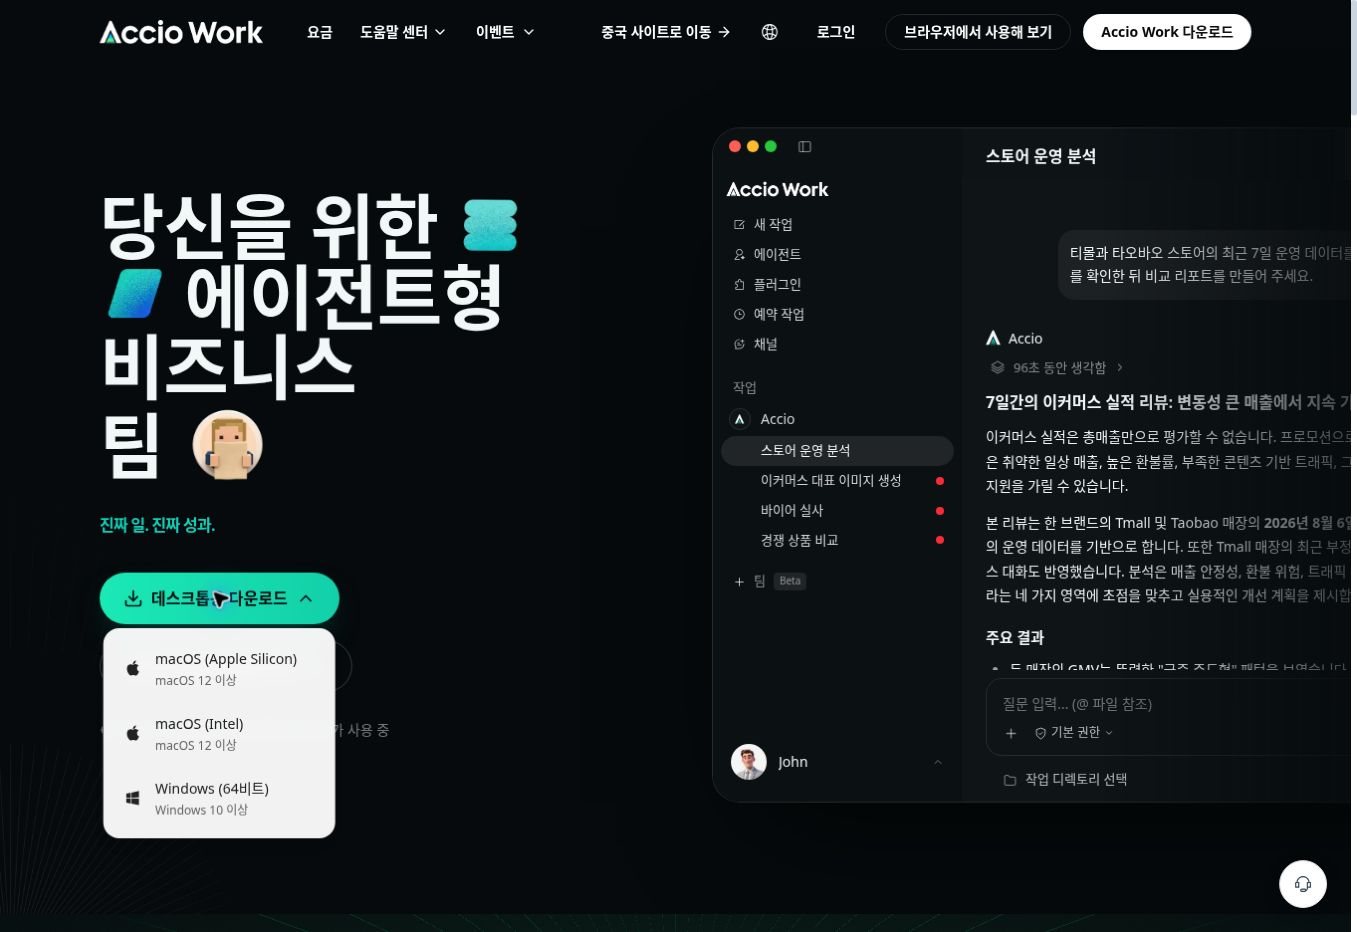 Accio Work
요금
도움말 센터
이벤트
중국 사이트로 이동
로그인
브라우저에서 사용해 보기
Accio Work 다운로드
당신을 위한
에이전트형
비즈니스
팀
진짜 일. 진짜 성과.
다운로드
macOS (Apple Silicon)
macOS 12 이상
macOS (Intel)
macOS 12 이상
Windows (64비트)
Windows 10 이상
사용 중
Accio Work
새 작업
에이전트
플러그인
예약 작업
채널
작업
Accio
스토어 운영 분석
이커머스 대표 이미지 생성
바이어 실사
경쟁 상품 비교
팀 Beta
John
스토어 운영 분석
티몰과 타오바오 스토어의 최근 7일 운영 데이터를
를 확인한 뒤 비교 리포트를 만들어 주세요.
Accio
96초 동안 생각함
7일간의 이커머스 실적 리뷰: 변동성 큰 매출에서 지속
이커머스 실적은 총매출만으로 평가할 수 없습니다. 프로모션으로
은 취약한 일상 매출, 높은 환불률, 부족한 콘텐츠 기반 트래픽,
지원을 가릴 수 있습니다.
본 리뷰는 한 브랜드의 Tmall 및 Taobao 매장의 2026년 8월 6일
의 운영 데이터를 기반으로 합니다. 또한 Tmall 매장의 최근 부정
스 대화도 반영했습니다. 분석은 매출 안정성, 환불 위험, 트래픽
라는 네 가지 영역에 초점을 맞추고 실용적인 개선 계획을 제시합
주요 결과
질문 입력... (@ 파일 참조)
기본 권한
작업 디렉토리 선택